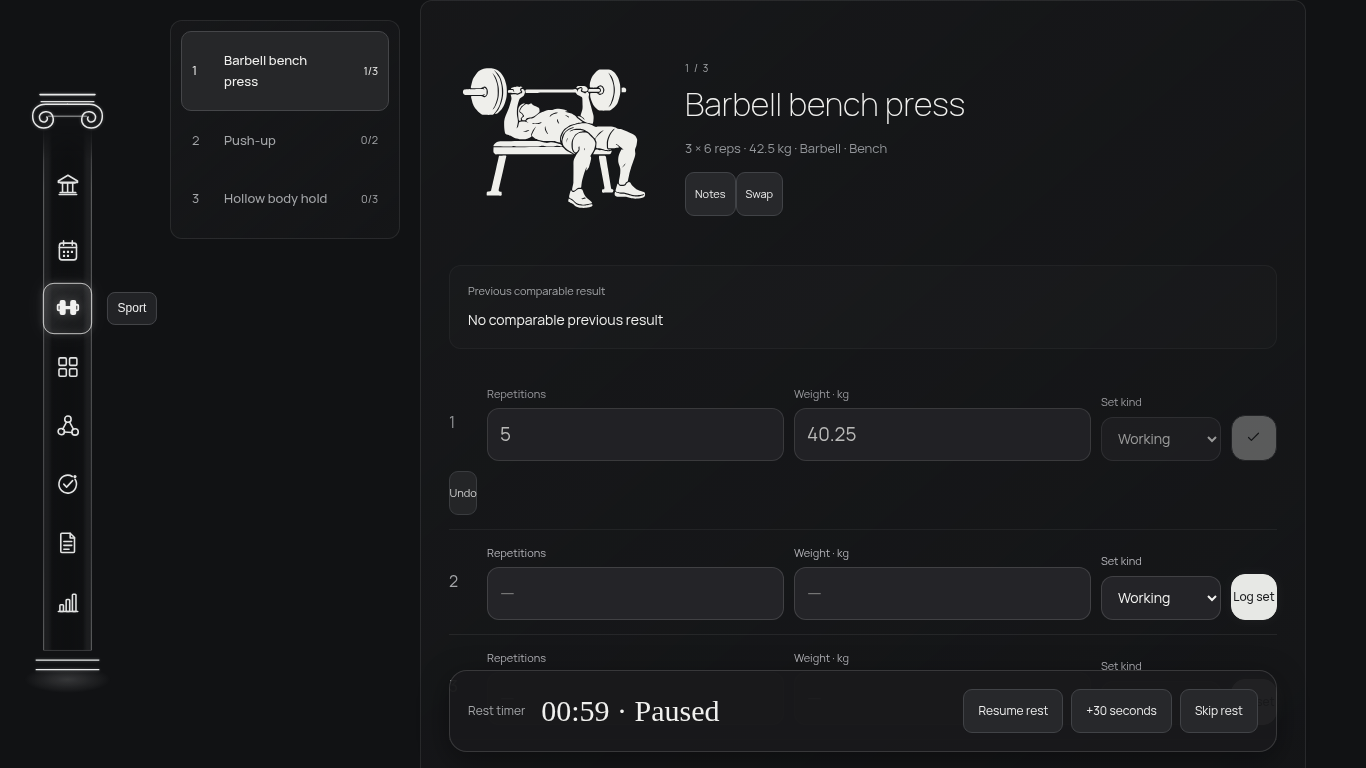 1
Barbell bench
press
1/3
2
Push-up
0/2
3
Hollow body hold
0/3
Sport
1 / 3
Barbell bench press
3 × 6 reps · 42.5 kg · Barbell · Bench
Notes
Swap
Previous comparable result
No comparable previous result
Repetitions
Weight · kg
Set kind
1
5
40.25
Working
Undo
Repetitions
Weight · kg
Set kind
2
—
—
Working
Log set
Repetitions
Weight · kg
Set kind
Rest timer
00:59 · Paused
Resume rest
+30 seconds
Skip rest